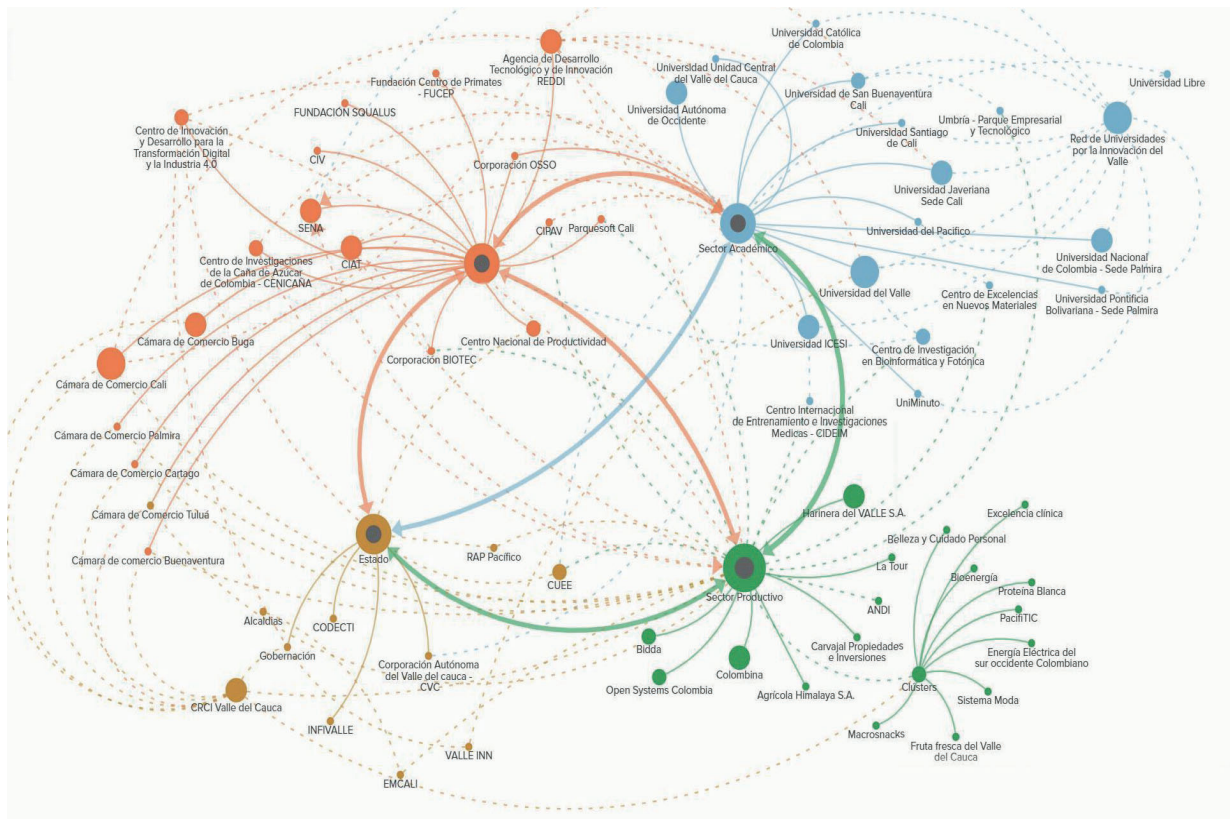 Universidad Católica
de Colombia
Agencia de Desarrollo
Tecnológico y de Innovación
REDDI
Universidad Unidad Central
del Valle del Cauca
Universidad Libre
Fundación Centro de Primates
- FUCEP
Universidad de San Buenaventura
Cali
Universidad Autónoma
de Occidente
FUNDACIÓN SQUALUS
Umbría - Parque Empresarial
y Tecnológico
Centro de Innovación
y Desarrollo para la
Transformación Digital
y la Industria 4.0
Universidad Santiago
de Cali
Red de Universidades
por la Innovación del
Valle
CIV
Corporación OSSO
Universidad Javeriana
Sede Cali
SENA
CIPAV
Parquesoft Cali
Universidad del Pacífico
Sector Académico
Centro de Investigaciones
de la Caña de Azucar
de Colombia - CENICAÑA
CIAT
Universidad Nacional
de Colombia - Sede Palmira
Universidad del Valle
Centro de Excelencias
en Nuevos Materiales
Universidad Pontificia
Bolivariana - Sede Palmira
Cámara de Comercio Buga
Centro Nacional de Productividad
Universidad ICESI
Corporación BIOTEC
Centro de Investigación
en Bioinformática y Fotónica
Cámara de Comercio Cali
UniMinuto
Centro Internacional
de Entrenamiento e Investigaciones
Medicas - CIDEIM
Cámara de Comercio Palmira
Cámara de Comercio Cartago
Cámara de Comercio Tuluá
Harinera del VALLE S.A.
Excelencia clínica
Belleza y Cuidado Personal
Cámara de comercio Buenaventura
Estado
RAP Pacífico
La Tour
Bioenergía
CUEE
Sector Productivo
Proteína Blanca
ANDI
PacifiTIC
Alcaldías
CODECTI
Gobernación
Bidda
Carvajal Propiedades
e Inversiones
Energía Eléctrica del
sur occidente Colombiano
Corporación Autónoma
del Valle del cauca -
CVC
Colombina
Clusters
CRCI Valle del Cauca
Open Systems Colombia
Agrícola Himalaya S.A.
Sistema Moda
INFIVALLE
Macrosnacks
Fruta fresca del Valle
del Cauca
VALLE INN
EMCALI